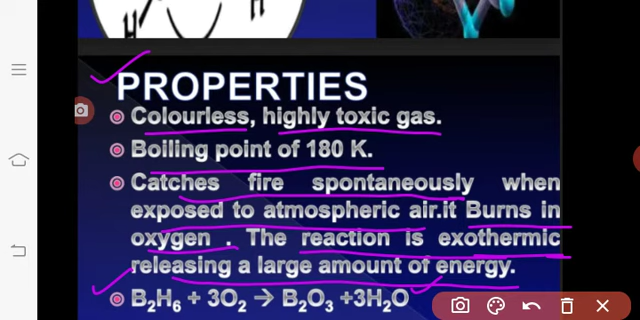 H
H
PROPERTIES
Colourless, highly toxic gas.
Boiling point of 180 K.
Catches fire spontaneously when
exposed to atmospheric air.it Burns in
oxygen . The reaction is exothermic
releasing a large amount of energy.
B₂H₆ + 3O₂ → B₂O₃ +3H₂O